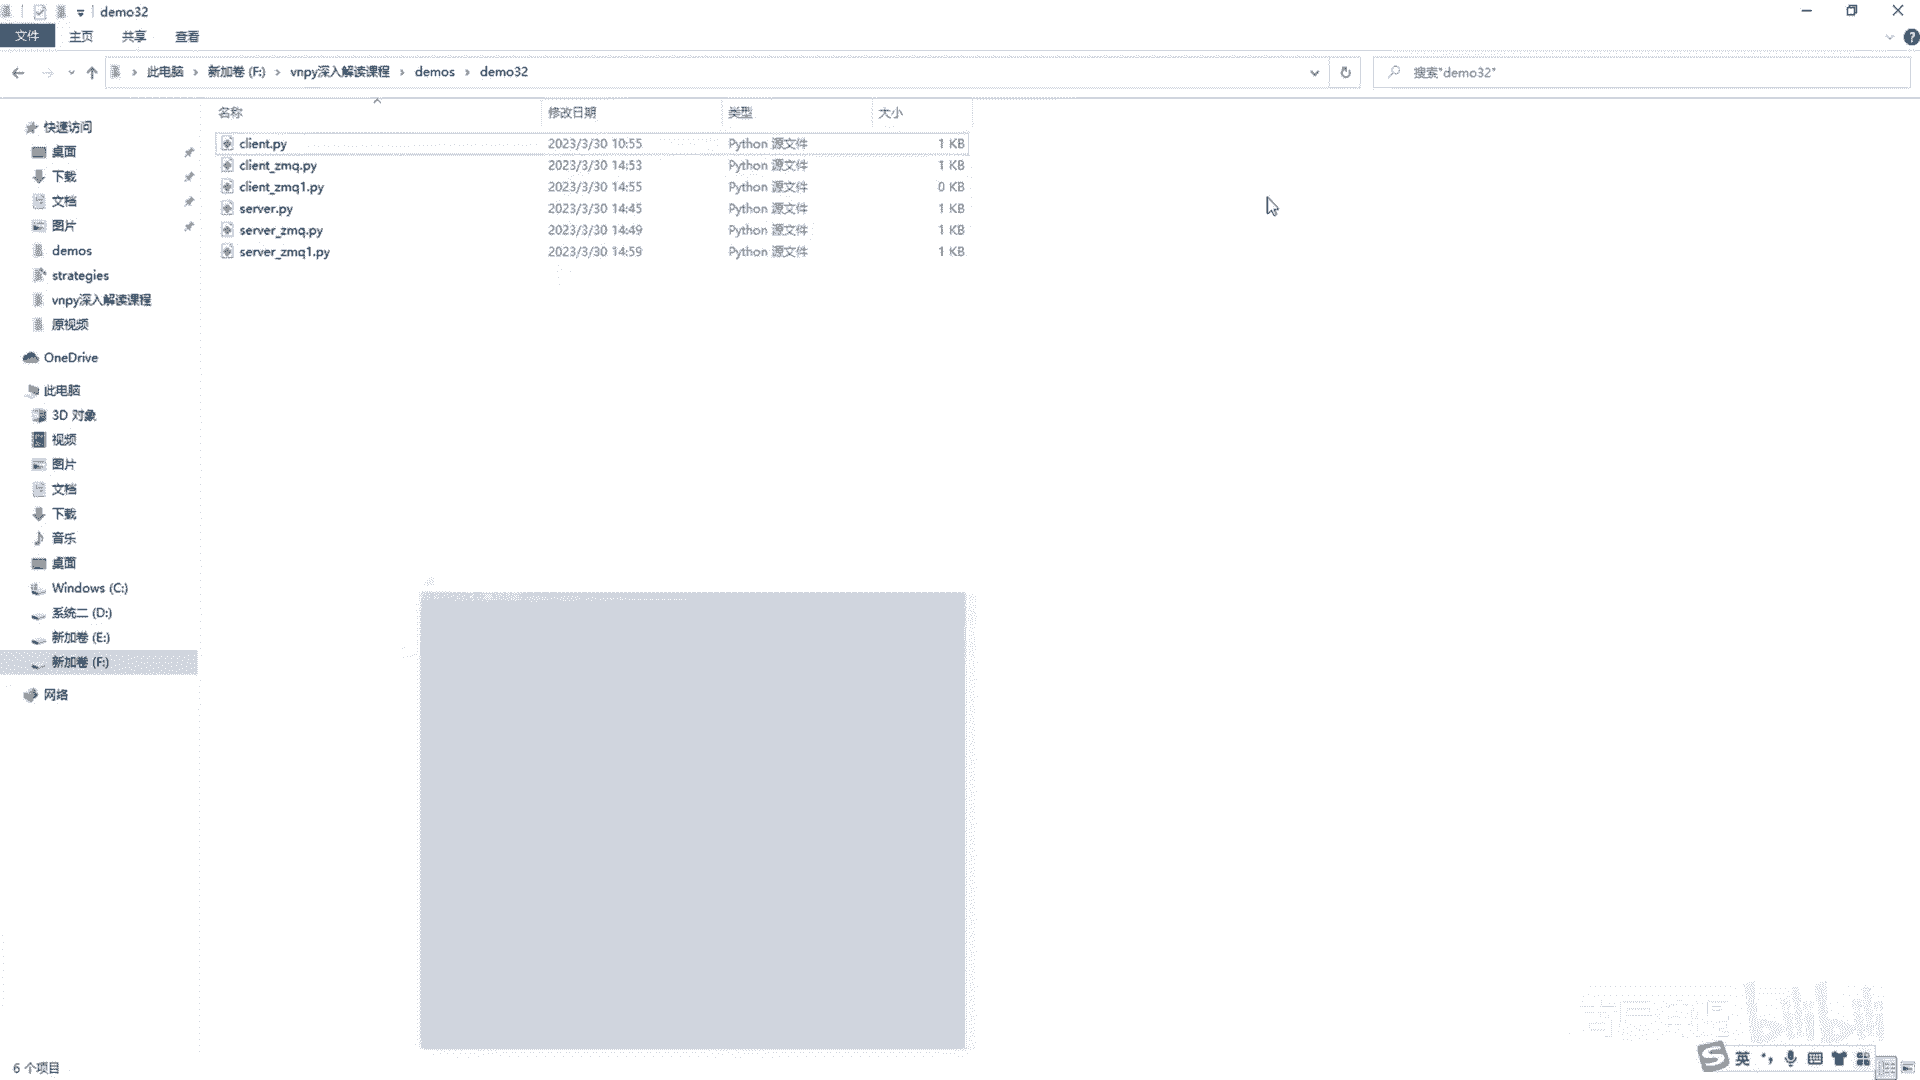 demo32
文件 主页 共享 查看
此电脑 › 新加卷 (F:) › vnpy深入解读课程 › demos › demo32
搜索"demo32"
名称 修改日期 类型 大小
client.py 2023/3/30 10:55 Python 源文件 1 KB
client_zmq.py 2023/3/30 14:53 Python 源文件 1 KB
client_zmq1.py 2023/3/30 14:55 Python 源文件 0 KB
server.py 2023/3/30 14:45 Python 源文件 1 KB
server_zmq.py 2023/3/30 14:49 Python 源文件 1 KB
server_zmq1.py 2023/3/30 14:59 Python 源文件 1 KB
快速访问
桌面
下载
文档
图片
demos
strategies
vnpy深入解读课程
原视频
OneDrive
此电脑
3D 对象
视频
图片
文档
下载
音乐
桌面
Windows (C:)
系统二 (D:)
新加卷 (E:)
新加卷 (F:)
网络
bilibili
英
6 个项目